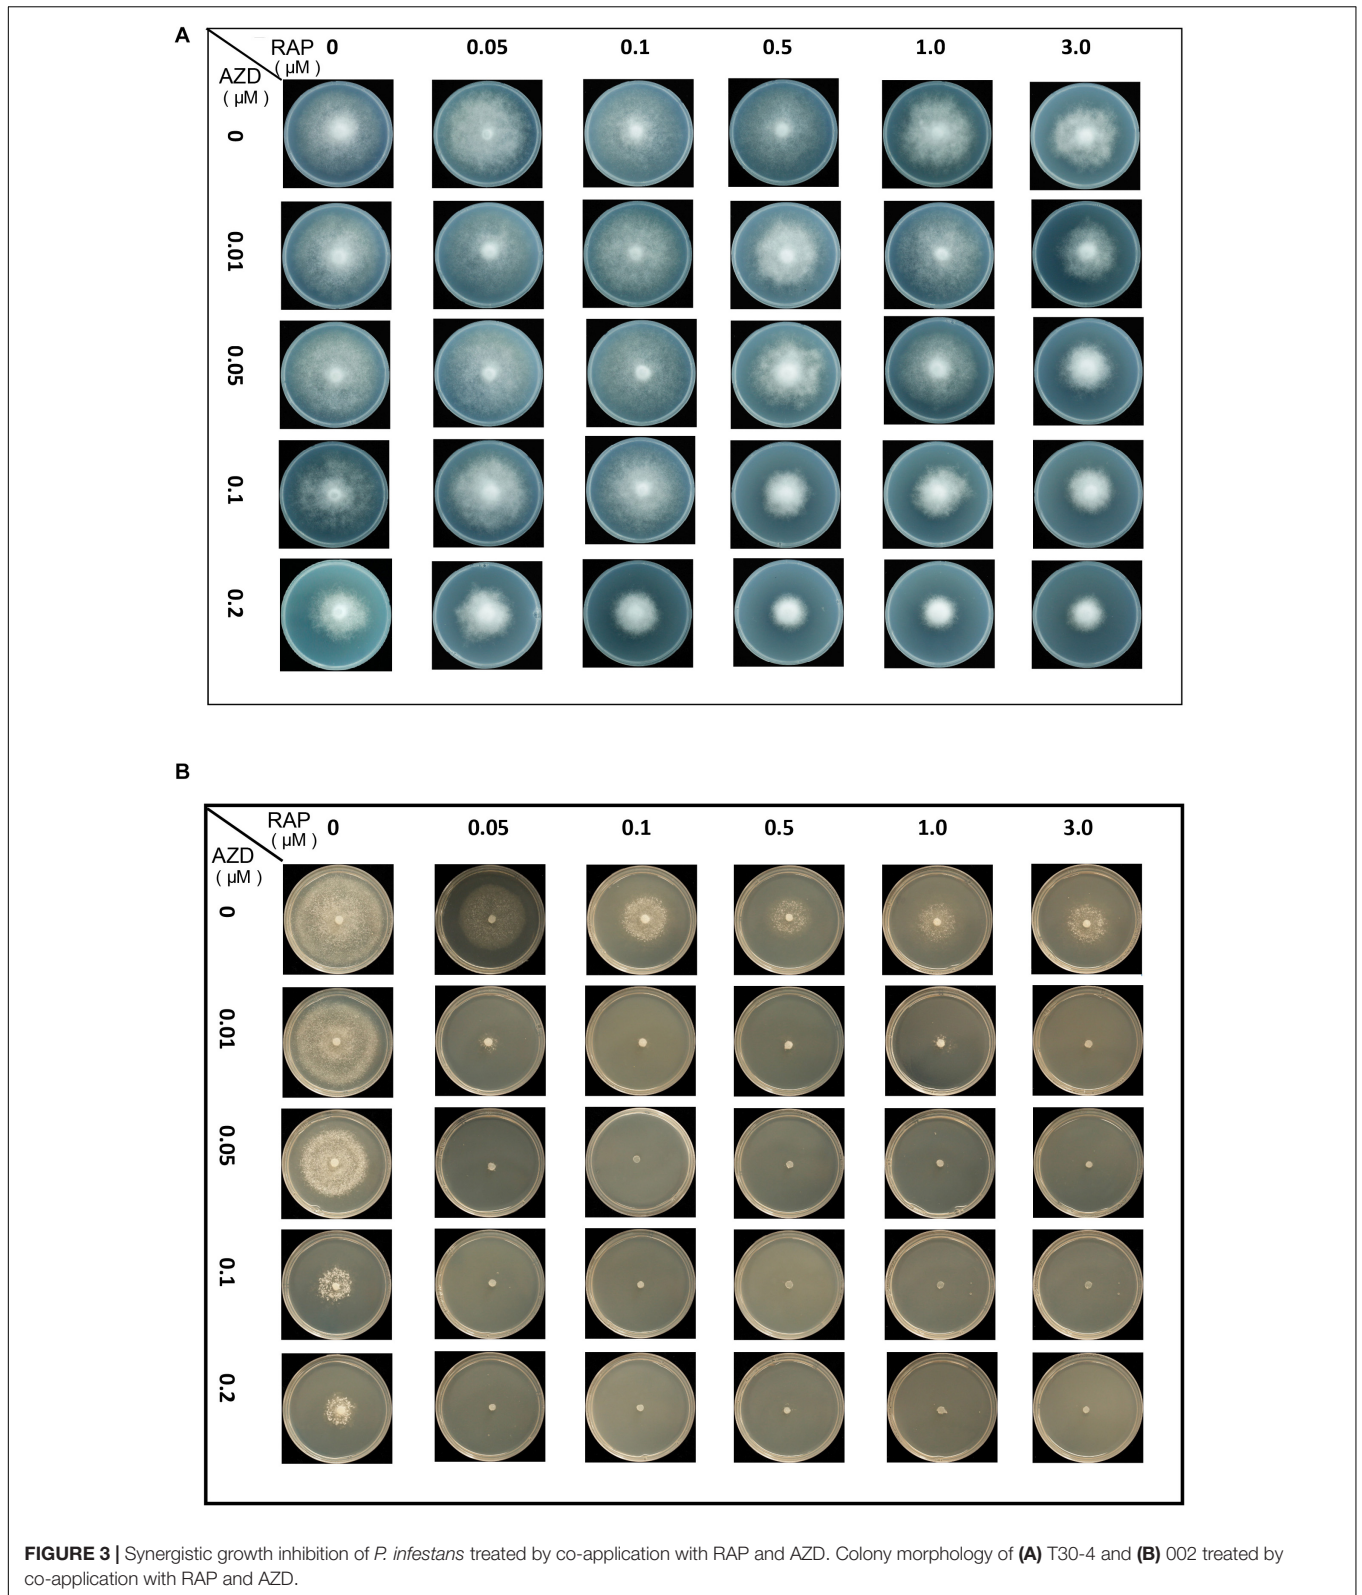 A
RAP 0 0.05 0.1 0.5 1.0 3.0
( µM )
AZD
( µM )
0
0.01
0.05
0.1
0.2
B
RAP 0 0.05 0.1 0.5 1.0 3.0
( µM )
AZD
( µM )
0
0.01
0.05
0.1
0.2
FIGURE 3 | Synergistic growth inhibition of P. infestans treated by co-application with RAP and AZD. Colony morphology of (A) T30-4 and (B) 002 treated by
co-application with RAP and AZD.